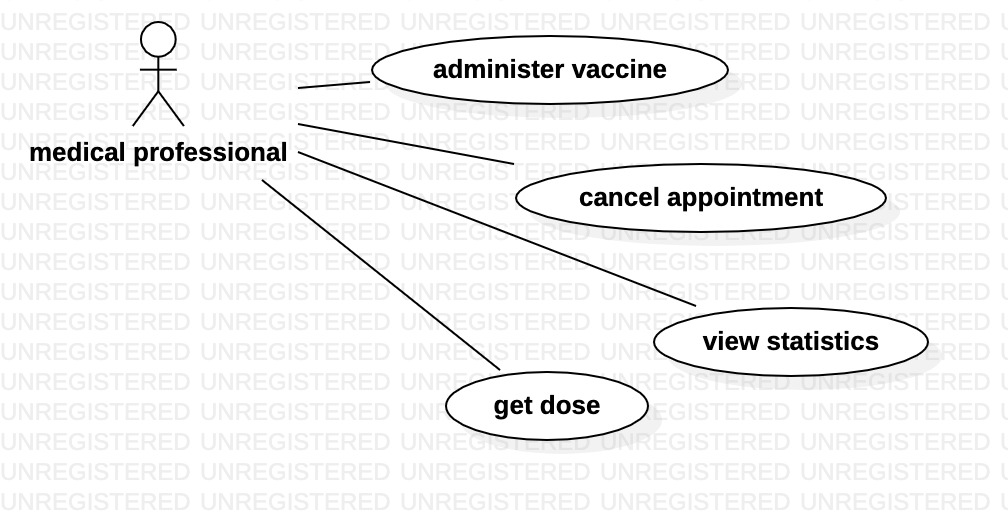 administer vaccine
medical professional
cancel appointment
view statistics
get dose
UNREGISTERED UNREGISTERED UNREGISTERED UNREGISTERED UNREGISTERED